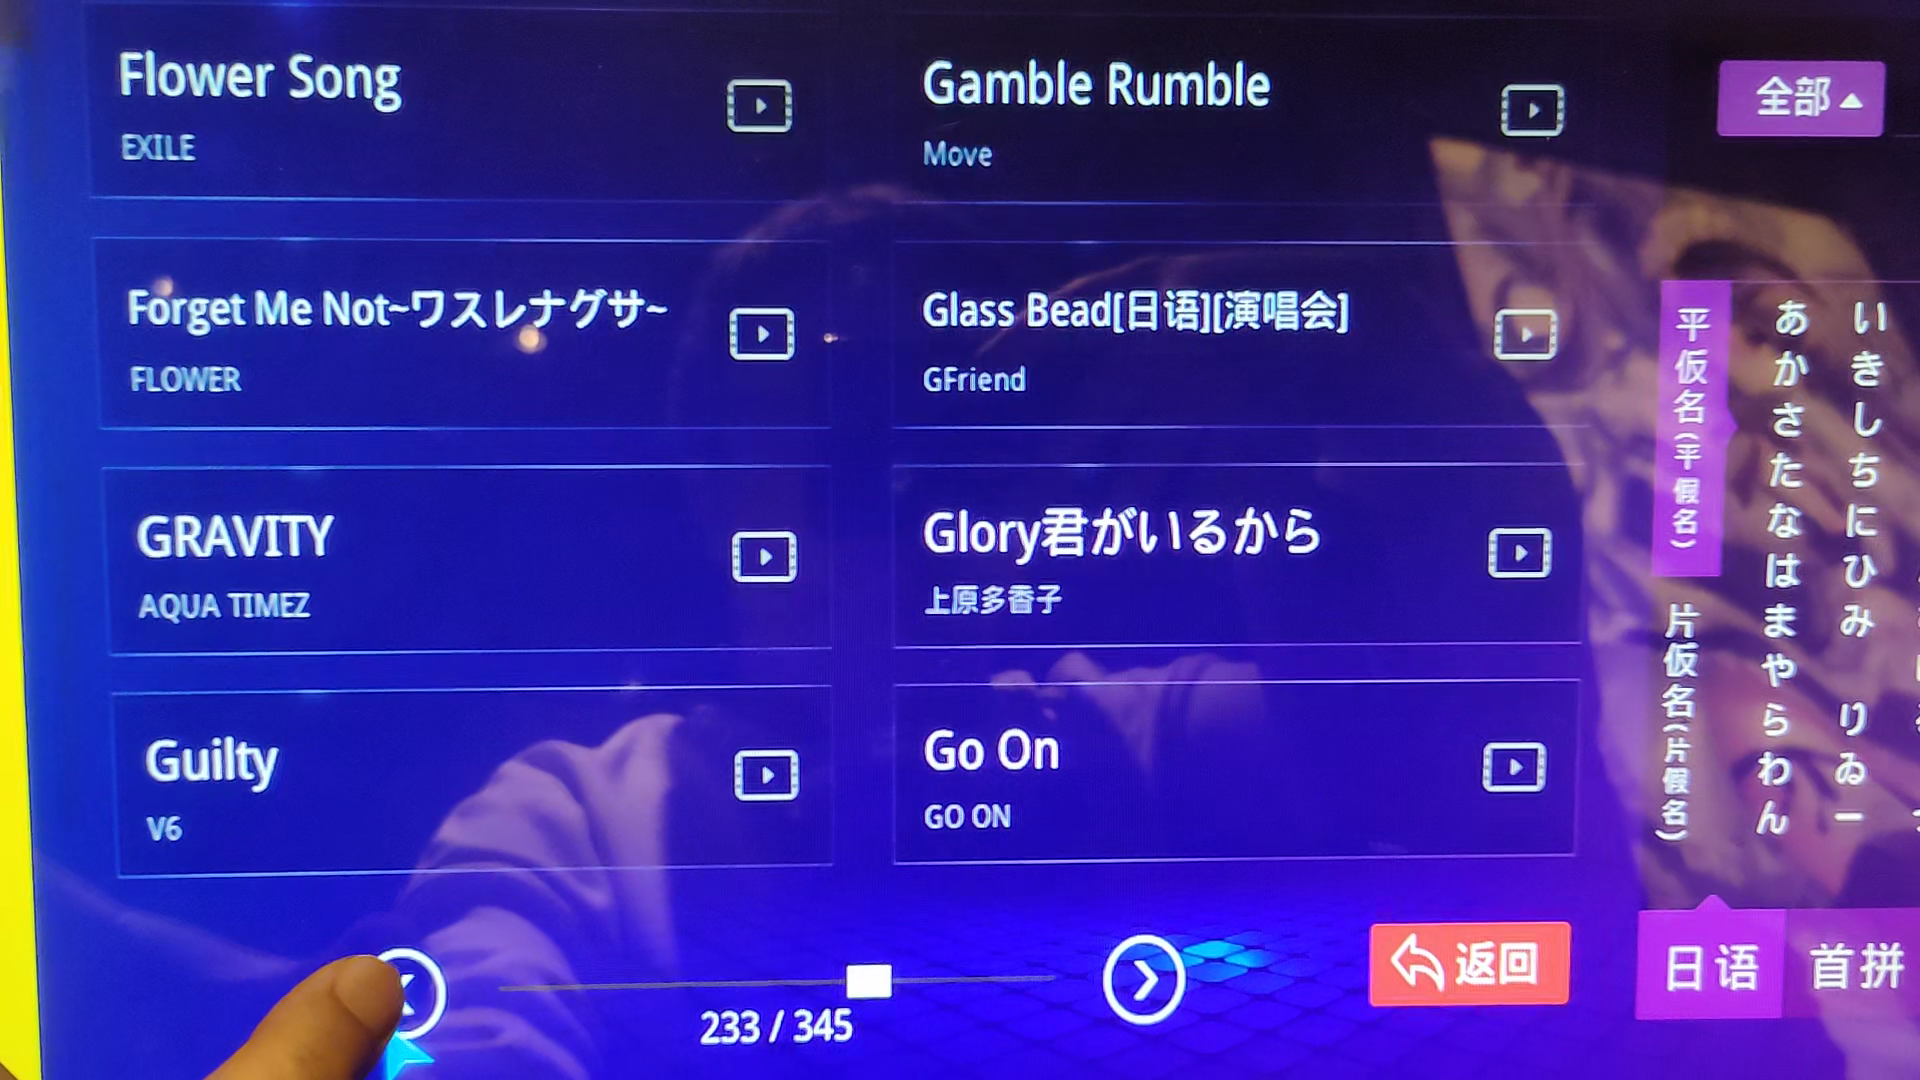 Flower Song
EXILE
Gamble Rumble
Move
Forget Me Not~ワスレナグサ~
FLOWER
Glass Bead[日语][演唱会]
GFriend
GRAVITY
AQUA TIMEZ
Glory君がいるから
上原多香子
Guilty
V6
Go On
GO ON
233 / 345
返回
全部
平仮名(平假名)
片仮名(片假名)
あかさたなはまやらわん
いきしちにひみ りゐー
日语
首拼